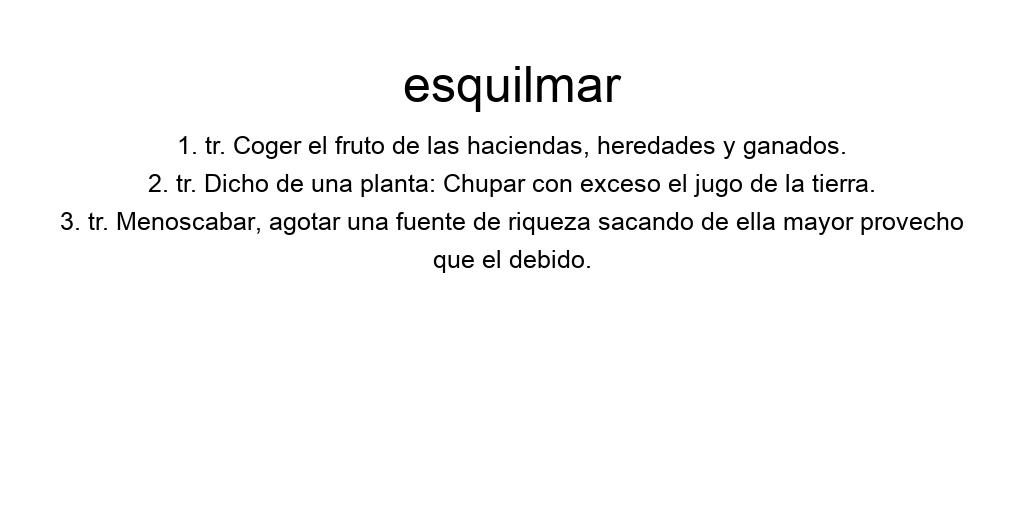 esquilmar
1. tr. Coger el fruto de las haciendas, heredades y ganados.
2. tr. Dicho de una planta: Chupar con exceso el jugo de la tierra.
3. tr. Menoscabar, agotar una fuente de riqueza sacando de ella mayor provecho
que el debido.